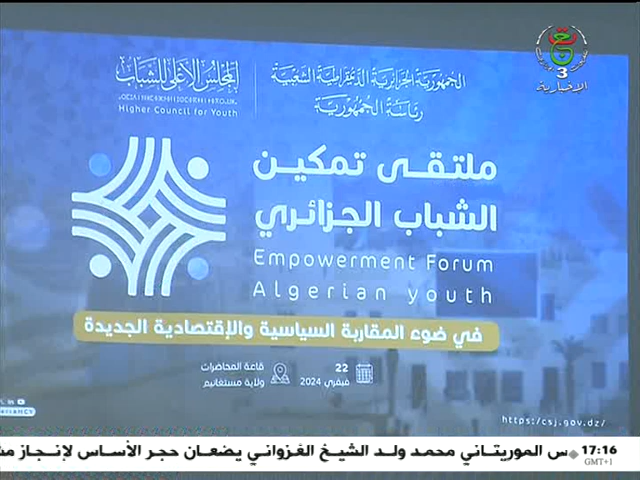 المجلس الأعلى للشباب
Higher Council for Youth
الجمهورية الجزائرية الديمقراطية الشعبية
رئاسة الجمهورية
3
الإخبارية
ملتقى تمكين
الشباب الجزائري
Empowerment Forum
Algerian youth
في ضوء المقاربة السياسية والإقتصادية الجديدة
22
فيفري 2024
قاعة المحاضرات
ولاية مستغانم
https:/csj.gov.dz/
س الموريتاني محمد ولد الشيخ الغزواني يضعان حجر الأساس لإنجاز
17:16
GMT+1